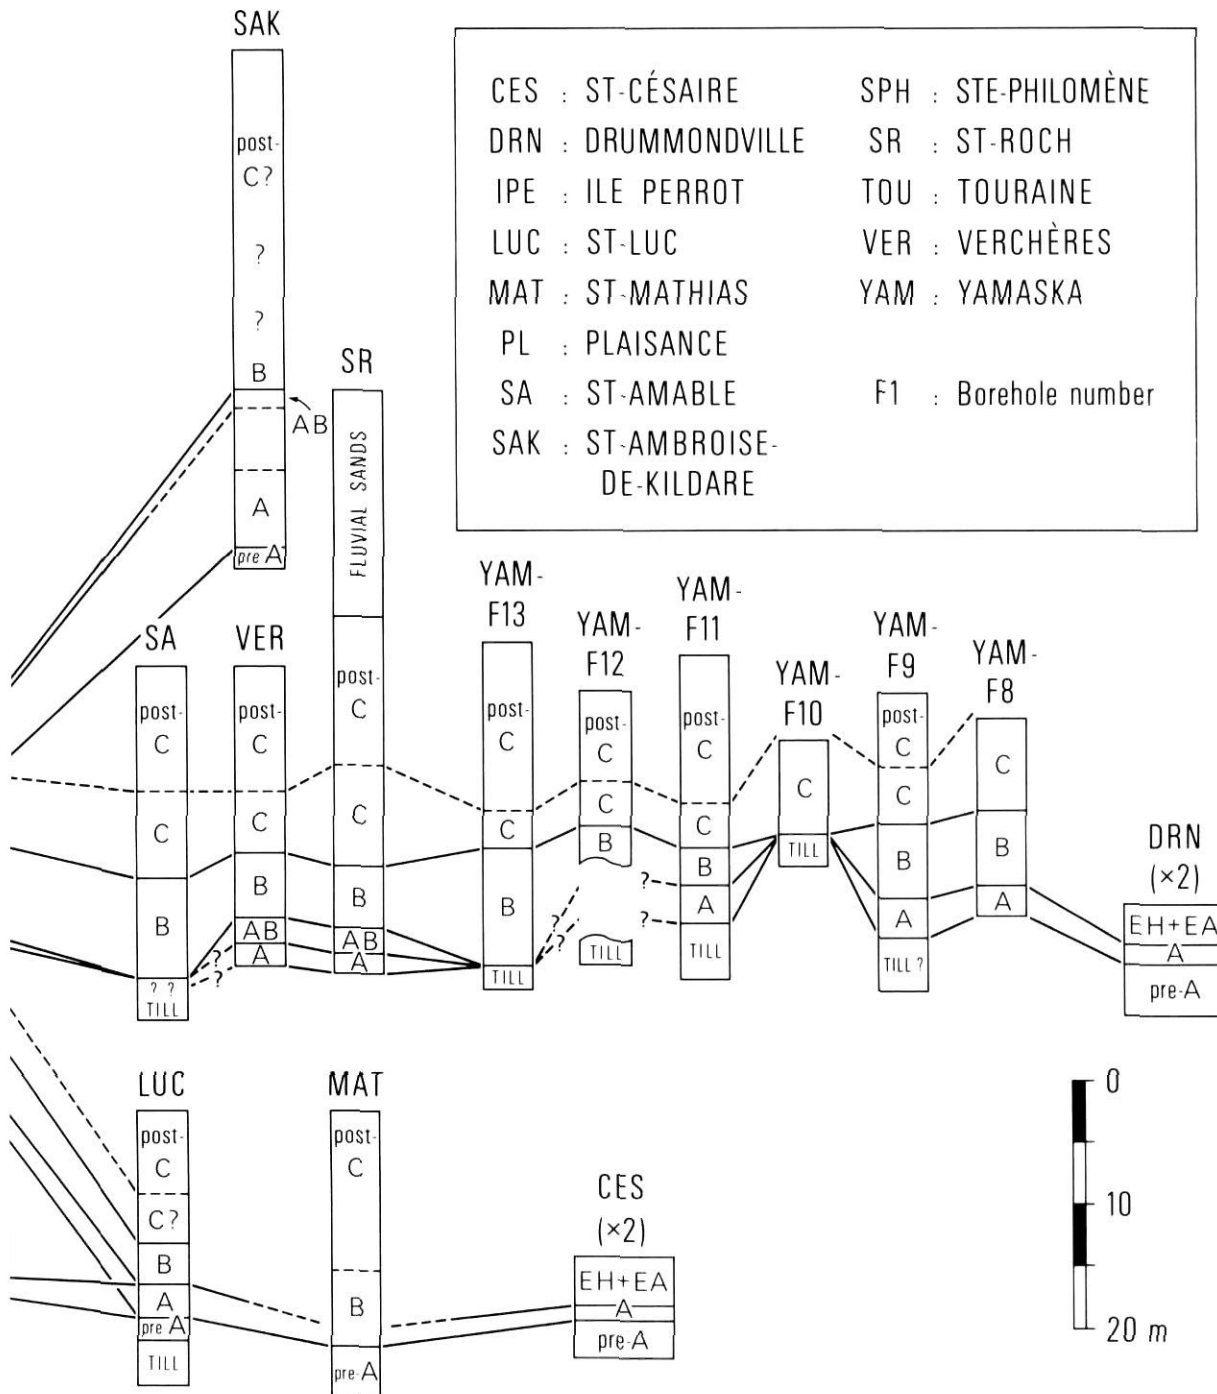 SAK
post-
C?
?
?
B
AB
A
pre A
CES : ST-CÉSAIRE
DRN : DRUMMONDVILLE
IPE : ILE PERROT
LUC : ST-LUC
MAT : ST-MATHIAS
PL : PLAISANCE
SA : ST-AMABLE
SAK : ST-AMBROISE-
DE-KILDARE
SPH : STE-PHILOMÈNE
SR : ST-ROCH
TOU : TOURAINE
VER : VERCHÈRES
YAM : YAMASKA
F1 : Borehole number
SA
post-
C
C
B
? ?
TILL
?
?
VER
post-
C
C
B
AB
A
SR
FLUVIAL SANDS
post-
C
C
B
AB
A
YAM-
F13
post-
C
C
B
TILL
?
?
YAM-
F12
post-
C
C
B
TILL
?
?
YAM-
F11
post-
C
C
B
A
TILL
YAM-
F10
C
TILL
YAM-
F9
post-
C
C
B
A
TILL ?
YAM-
F8
C
B
A
DRN
(×2)
EH+EA
A
pre-A
LUC
post-
C
C?
B
A
pre A
TILL
MAT
post-
C
B
pre-A
CES
(×2)
EH+EA
A
pre-A
0
10
20 m